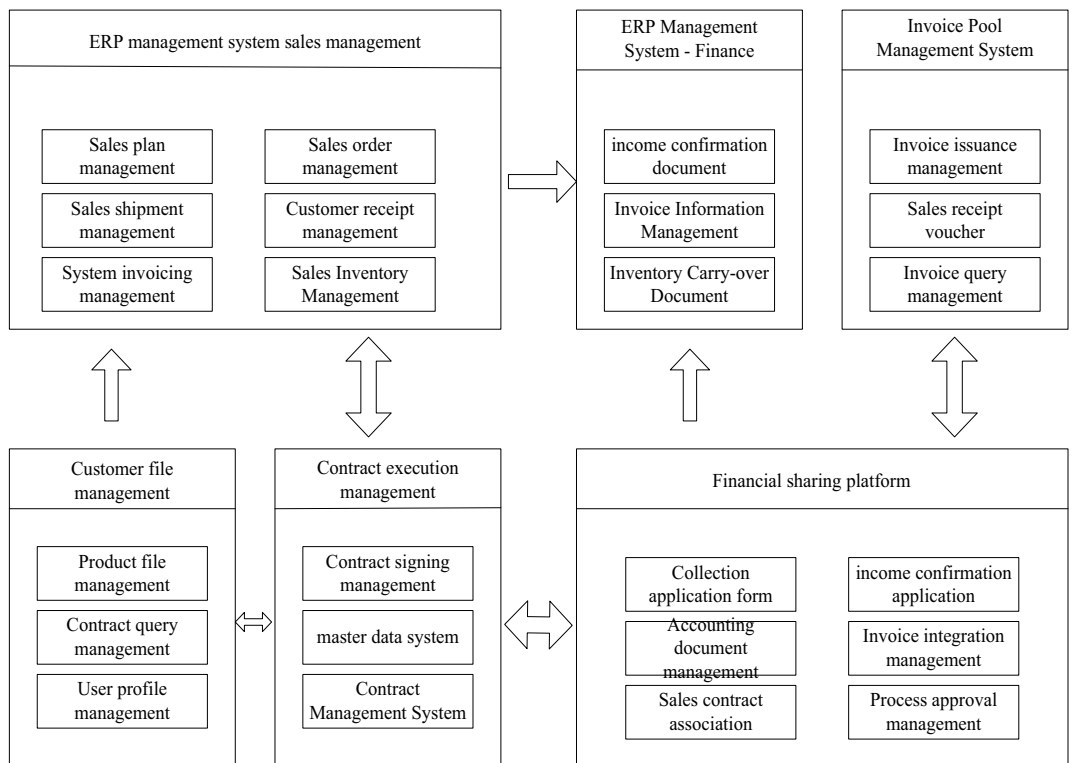 ERP management system sales management
Sales plan
management
Sales order
management
Sales shipment
management
Customer receipt
management
System invoicing
management
Sales Inventory
Management
ERP Management
System - Finance
income confirmation
document
Invoice Information
Management
Inventory Carry-over
Document
Invoice Pool
Management System
Invoice issuance
management
Sales receipt
voucher
Invoice query
management
Customer file
management
Product file
management
Contract query
management
User profile
management
Contract execution
management
Contract signing
management
master data system
Contract
Management System
Financial sharing platform
Collection
application form
income confirmation
application
Accounting
document
management
Invoice integration
management
Sales contract
association
Process approval
management